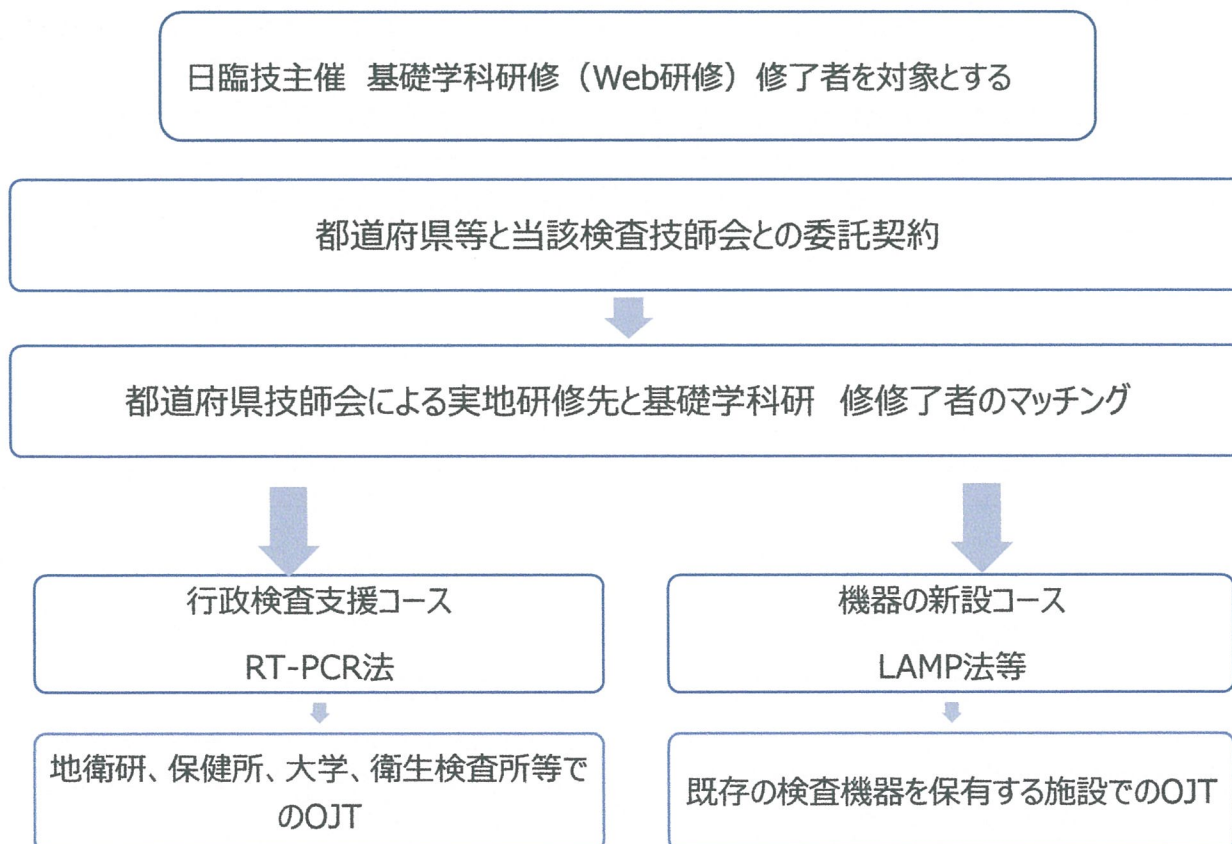 日臨技主催 基礎学科研修（Web研修）修了者を対象とする
都道府県等と当該検査技師会との委託契約
都道府県技師会による実地研修先と基礎学科研 修修了者のマッチング
行政検査支援コース
RT-PCR法
機器の新設コース
LAMP法等
地衛研、保健所、大学、衛生検査所等で
のOJT
既存の検査機器を保有する施設でのOJT